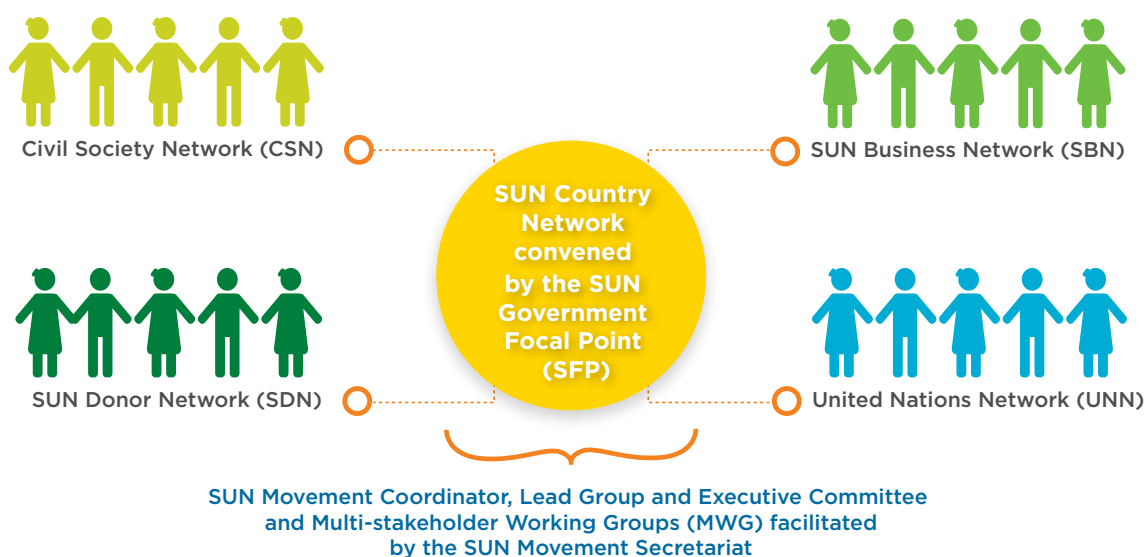 Civil Society Network (CSN)
SUN Business Network (SBN)
SUN Country
Network
convened
by the SUN
Government
Focal Point
(SFP)
SUN Donor Network (SDN)
United Nations Network (UNN)
SUN Movement Coordinator, Lead Group and Executive Committee
and Multi-stakeholder Working Groups (MWG) facilitated
by the SUN Movement Secretariat